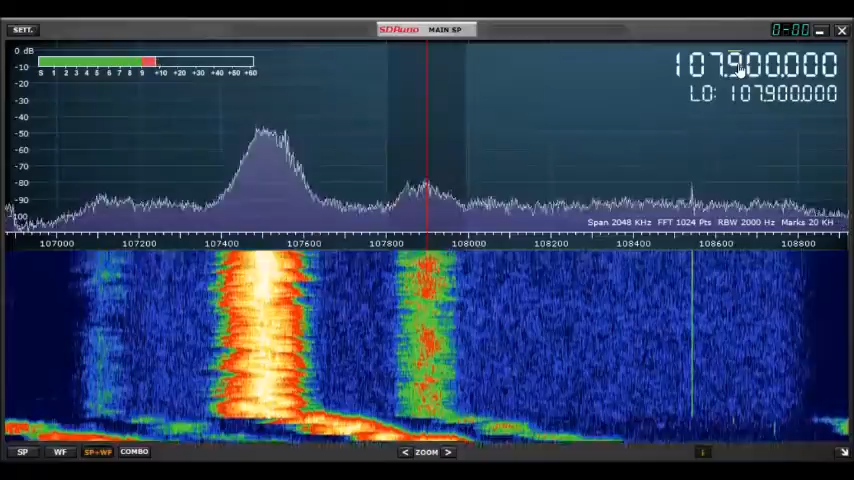 SETT.
SDRuno MAIN SP
0-00
0 dB
-10
-20
-30
-40
-50
-60
-70
-80
-90
100
S 1 2 3 4 5 6 7 8 9 +10 +20 +30 +40 +50 +60
107.900.000
LO: 107.900.000
Span 2048 KHz FFT 1024 Pts RBW 2000 Hz Marks 20 KH
107000 107200 107400 107600 107800 108000 108200 108400 108600 108800
SP WF SP+WF COMBO < ZOOM > i